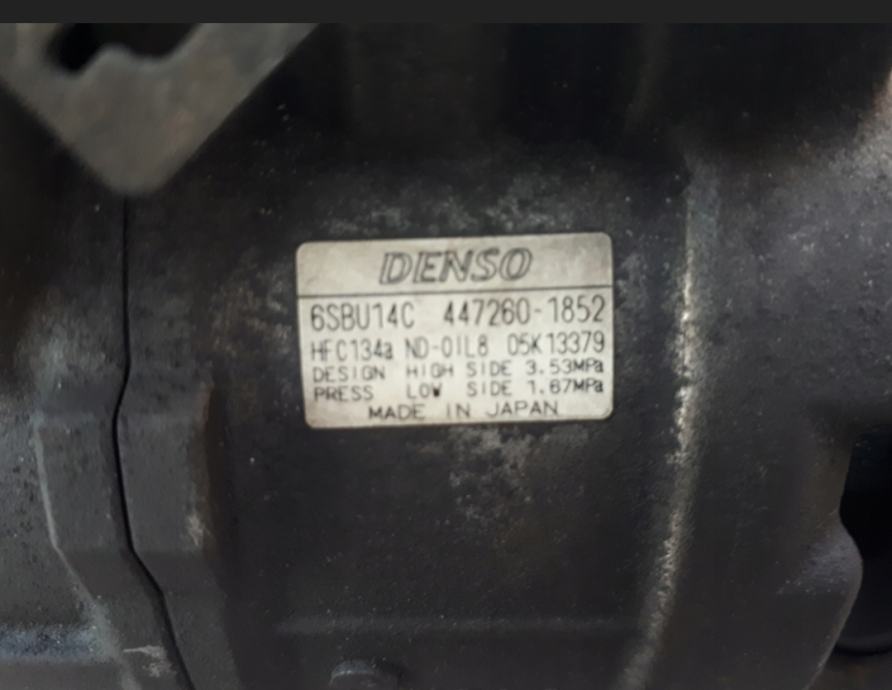 DENSO
6SBU14C 447260-1852
HFC134a ND-OIL8 05K13379
DESIGN HIGH SIDE 3.53MPa
PRESS LOW SIDE 1.67MPa
MADE IN JAPAN